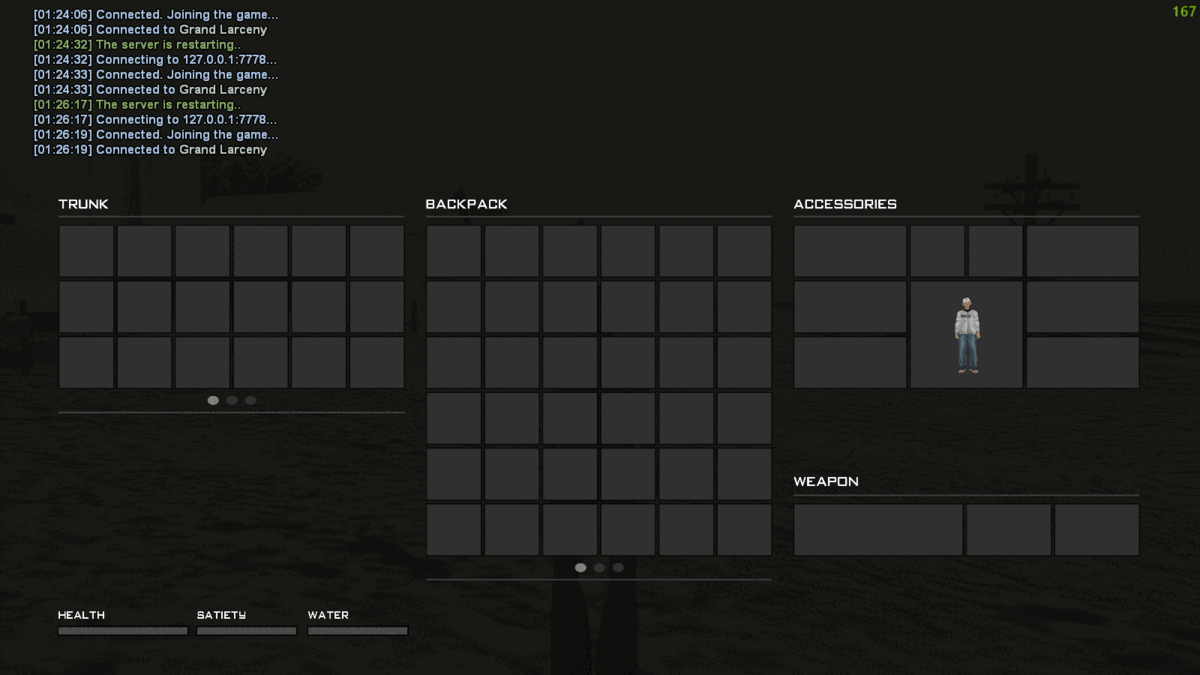 [01:24:06] Connected. Joining the game...
[01:24:06] Connected to Grand Larceny
[01:24:32] The server is restarting..
[01:24:32] Connecting to 127.0.0.1:7778...
[01:24:33] Connected. Joining the game...
[01:24:33] Connected to Grand Larceny
[01:26:17] The server is restarting..
[01:26:17] Connecting to 127.0.0.1:7778...
[01:26:19] Connected. Joining the game...
[01:26:19] Connected to Grand Larceny
167
TRUNK
BACKPACK
ACCESSORIES
WEAPON
HEALTH
SATIETY
WATER